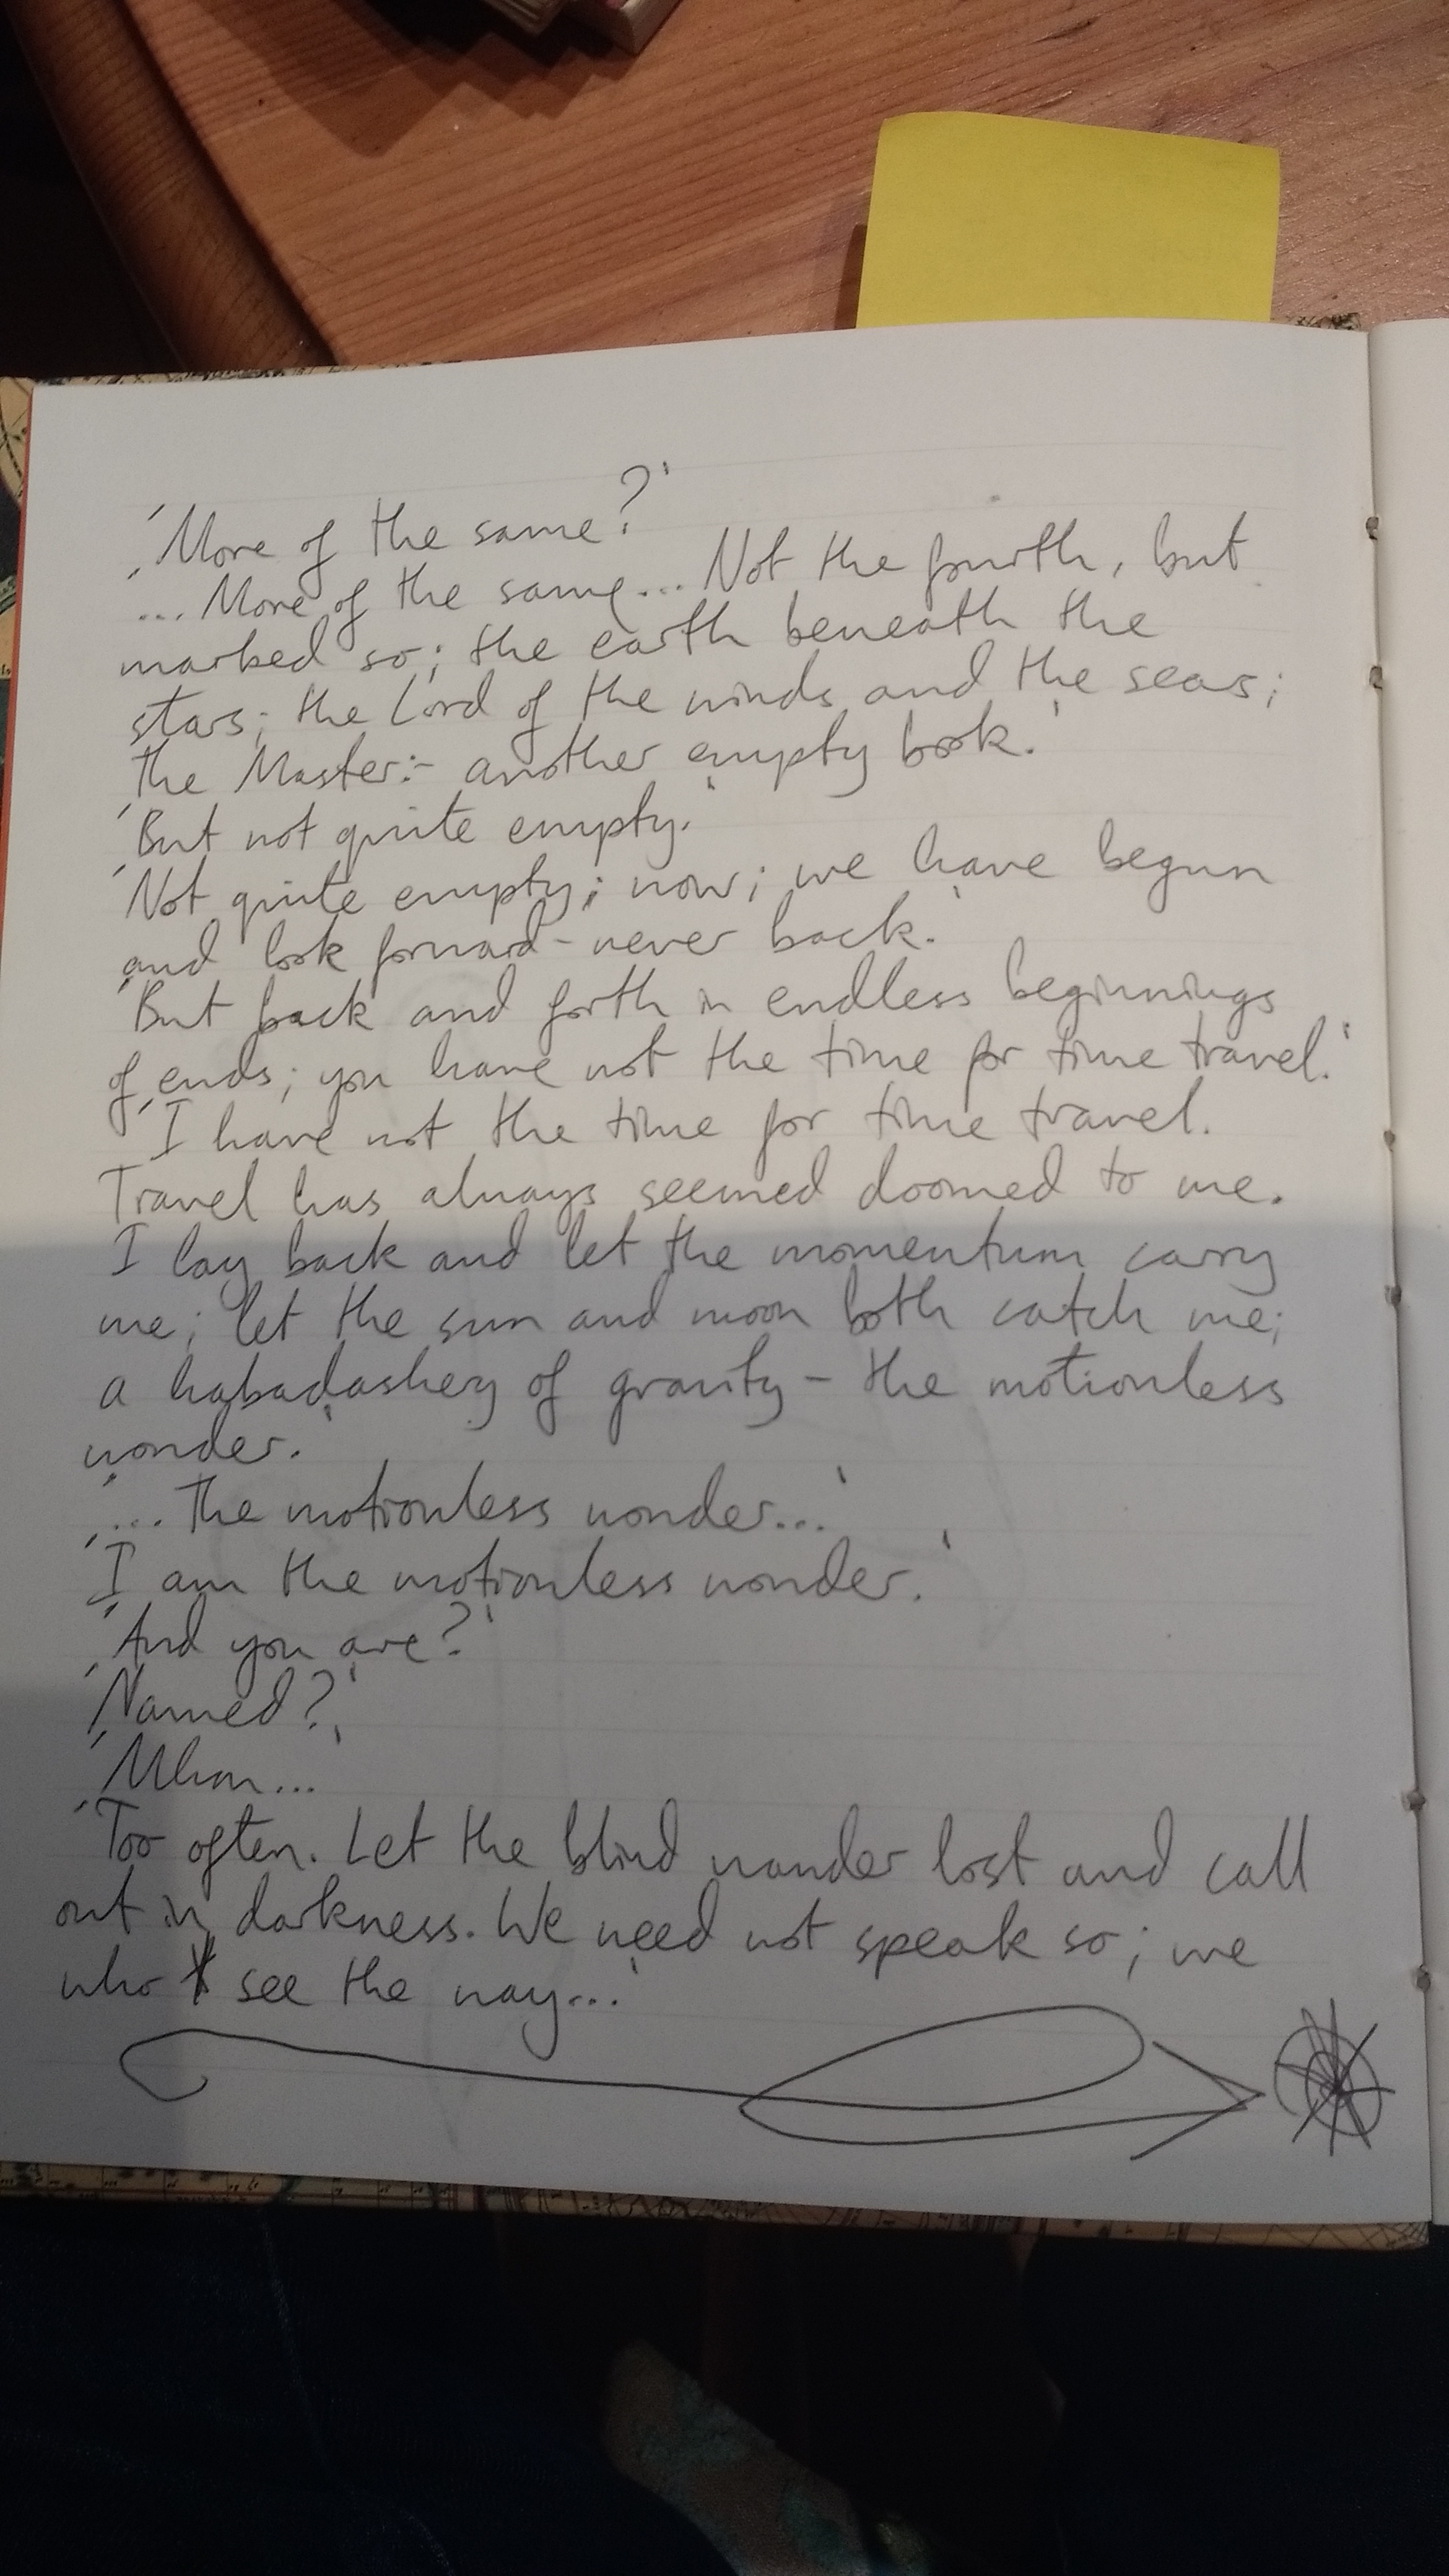 'More of the same?'
'... More of the same... Not the fourth, but
marked so; the earth beneath the
stars; the Lord of the winds and the seas;
the Master:- another empty book.'
'But not quite empty.'
'Not quite empty; now; we have begun
and look forward - never back.'
'But back and forth in endless beginnings
of ends; you have not the time for time travel.'
'I have not the time for time travel.
Travel has always seemed doomed to me.
I lay back and let the momentum carry
me; let the sun and moon both catch me;
a habadashery of gravity - the motionless
wonder.'
'... The motionless wonder...'
'I am the motionless wonder.'
'And you are?'
'Named?'
'Mhm...'
'Too often. Let the blind wander lost and call
out in darkness. We need not speak so; we
who see the way...'